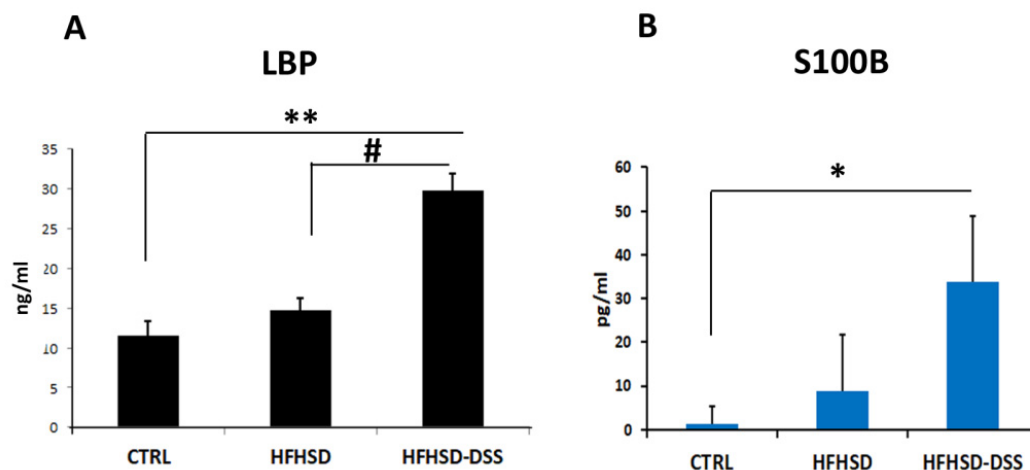 A
LBP
**
#
35
30
25
20
15
10
5
0
ng/ml
CTRL HFHSD HFHSD-DSS
B
S100B
*
60
50
40
30
20
10
0
pg/ml
CTRL HFHSD HFHSD-DSS